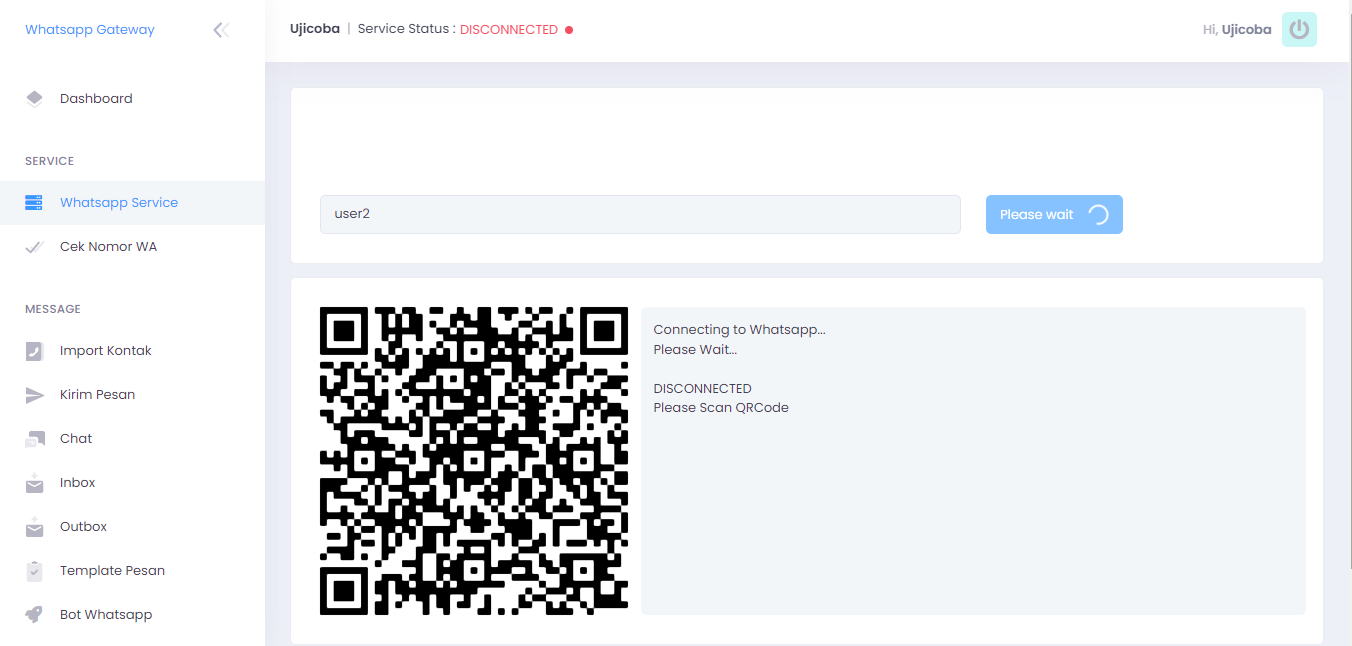 Whatsapp Gateway
Ujicoba | Service Status : DISCONNECTED
Hi, Ujicoba
Dashboard
SERVICE
Whatsapp Service
Cek Nomor WA
MESSAGE
Import Kontak
Kirim Pesan
Chat
Inbox
Outbox
Template Pesan
Bot Whatsapp
user2
Please wait
Connecting to Whatsapp...
Please Wait...
DISCONNECTED
Please Scan QRCode